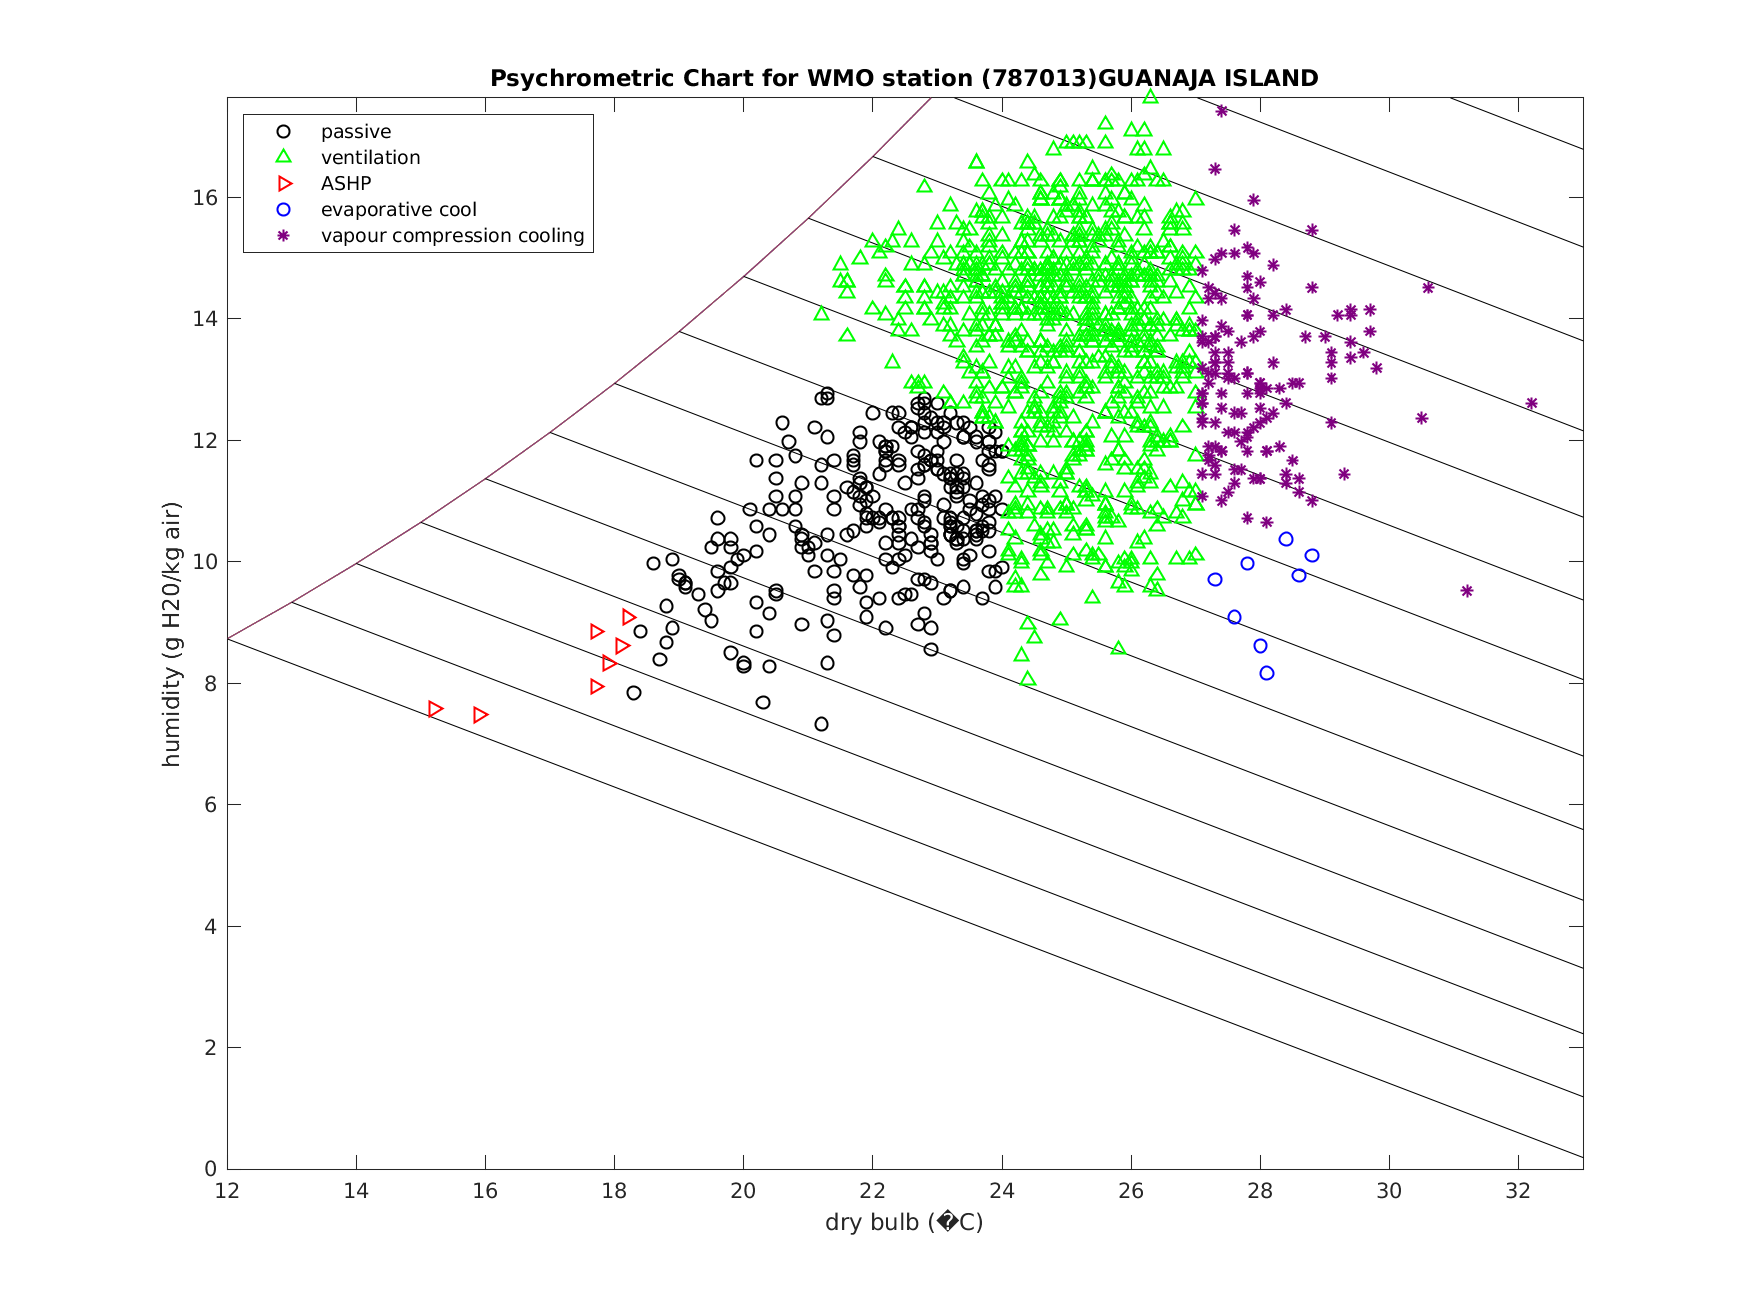 Psychrometric Chart for WMO station (787013)GUANAJA ISLAND
passive
ventilation
ASHP
evaporative cool
vapour compression cooling
humidity (g H20/kg air)
16
14
12
10
8
6
4
2
0
12 14 16 18 20 22 24 26 28 30 32
dry bulb (�C)